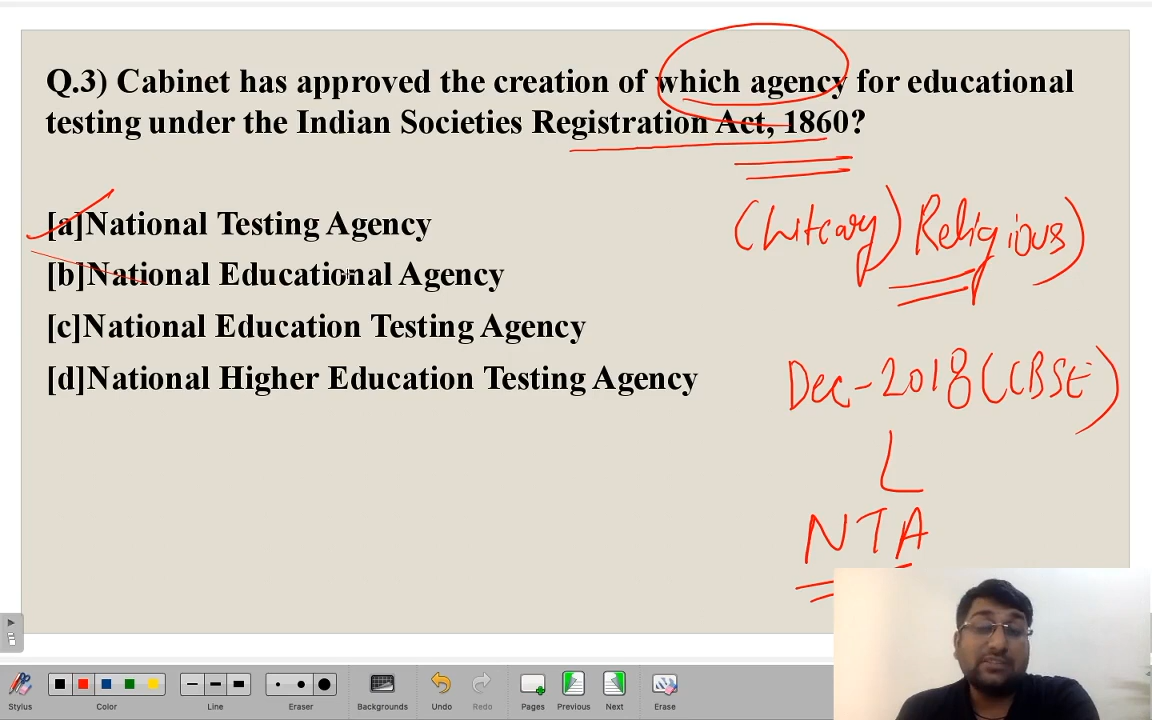 Q.3) Cabinet has approved the creation of which agency for educational
testing under the Indian Societies Registration Act, 1860?
[a]National Testing Agency
[b]National Educational Agency
[c]National Education Testing Agency
[d]National Higher Education Testing Agency
Religious)
Dec-2018 (CBSE)
NTA
Stylus
Color
Line
Eraser
Backgrounds
Undo
Redo
Pages
Previous
Next
Erase